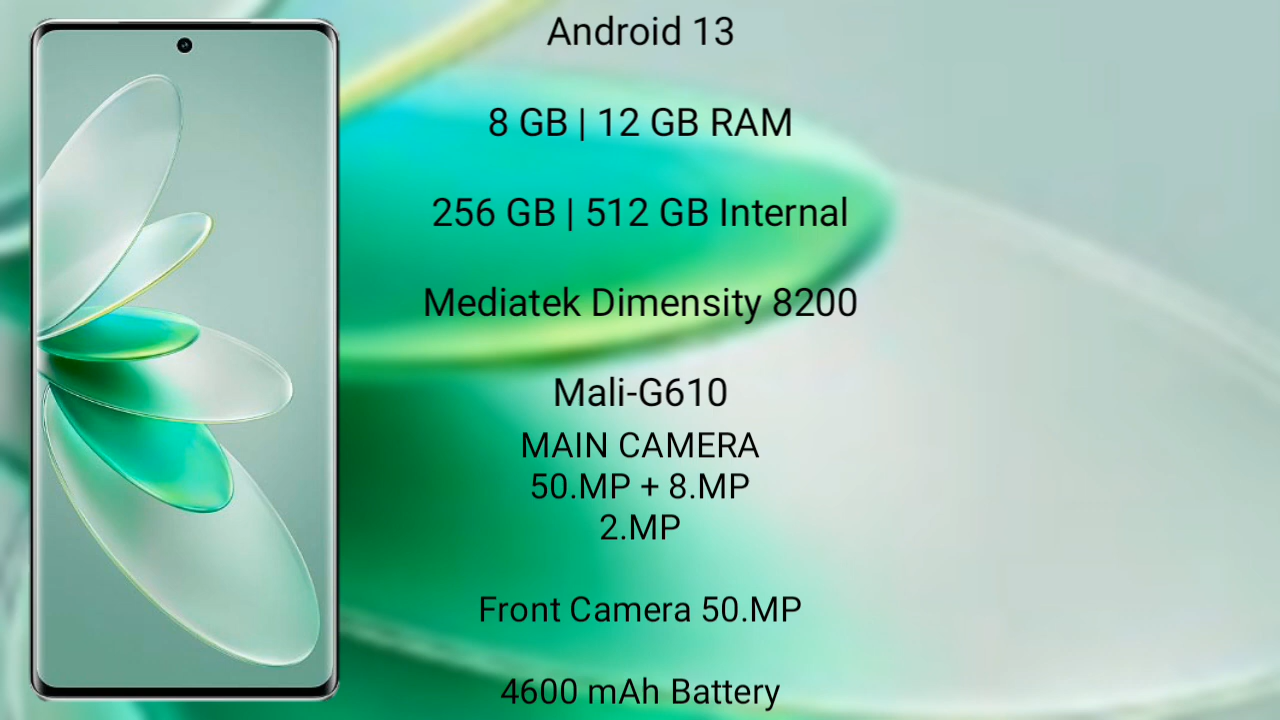 Android 13
8 GB | 12 GB RAM
256 GB | 512 GB Internal
Mediatek Dimensity 8200
Mali-G610
MAIN CAMERA
50.MP + 8.MP
2.MP
Front Camera 50.MP
4600 mAh Battery